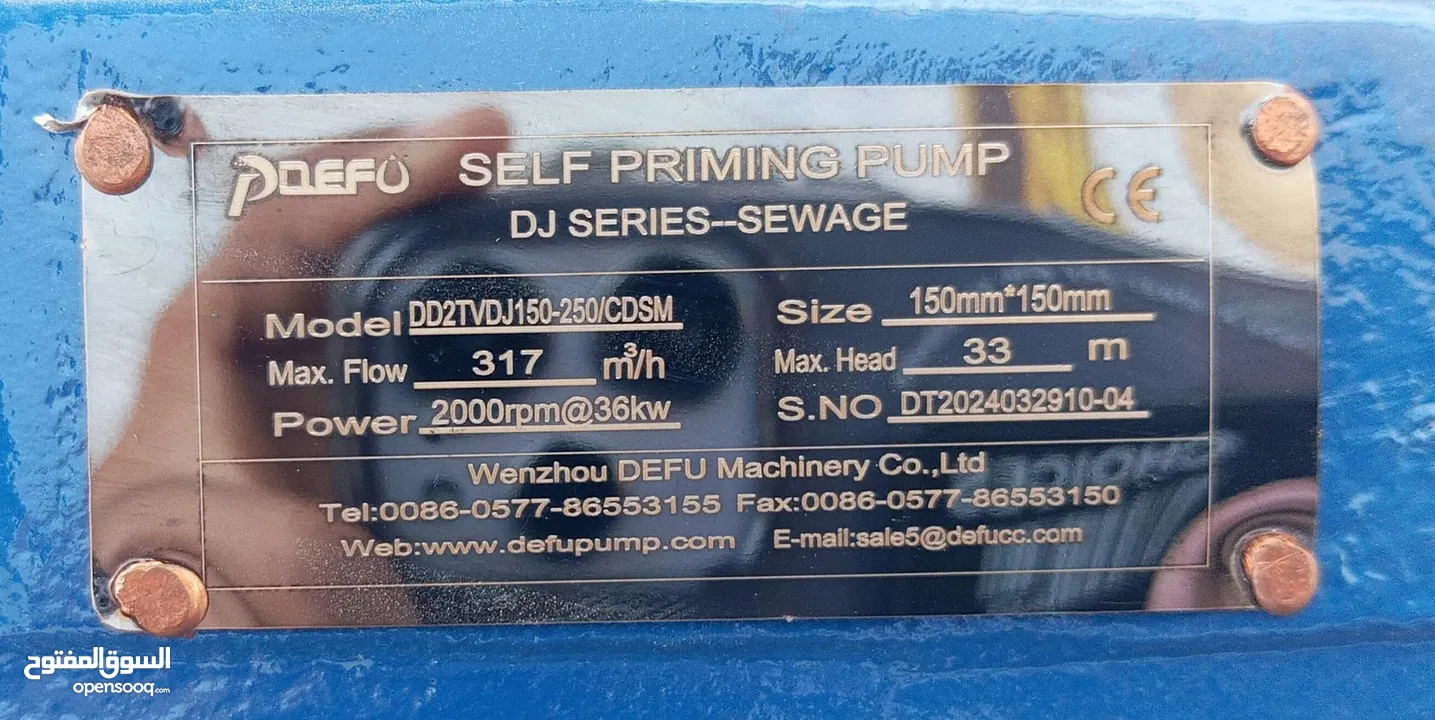 DEFU SELF PRIMING PUMP CE
DJ SERIES--SEWAGE
Model DD2TVDJ150-250/CDSM Size 150mm*150mm
Max. Flow 317 m³/h Max. Head 33 m
Power 2000rpm@36kw S.NO DT2024032910-04
Wenzhou DEFU Machinery Co.,Ltd
Tel:0086-0577-86553155 Fax:0086-0577-86553150
Web:www.defupump.com E-mail:sale5@defucc.com
السوق المفتوح
opensooq.com